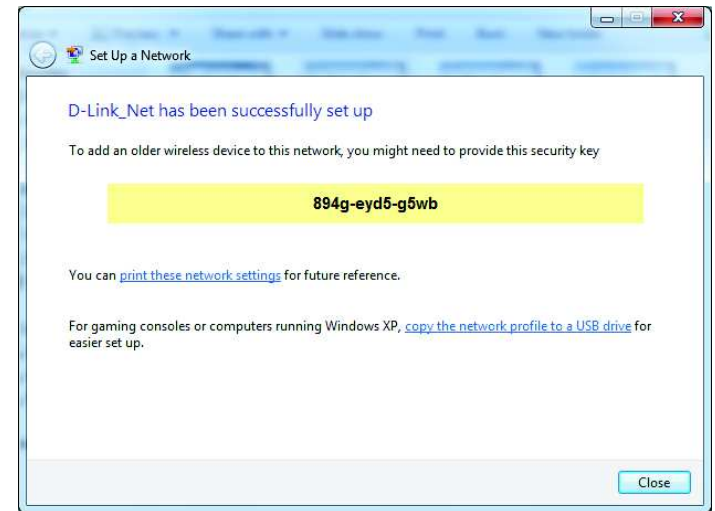 Set Up a Network
D-Link_Net has been successfully set up
To add an older wireless device to this network, you might need to provide this security key
894g-eyd5-g5wb
You can print these network settings for future reference.
For gaming consoles or computers running Windows XP, copy the network profile to a USB drive for
easier set up.
Close